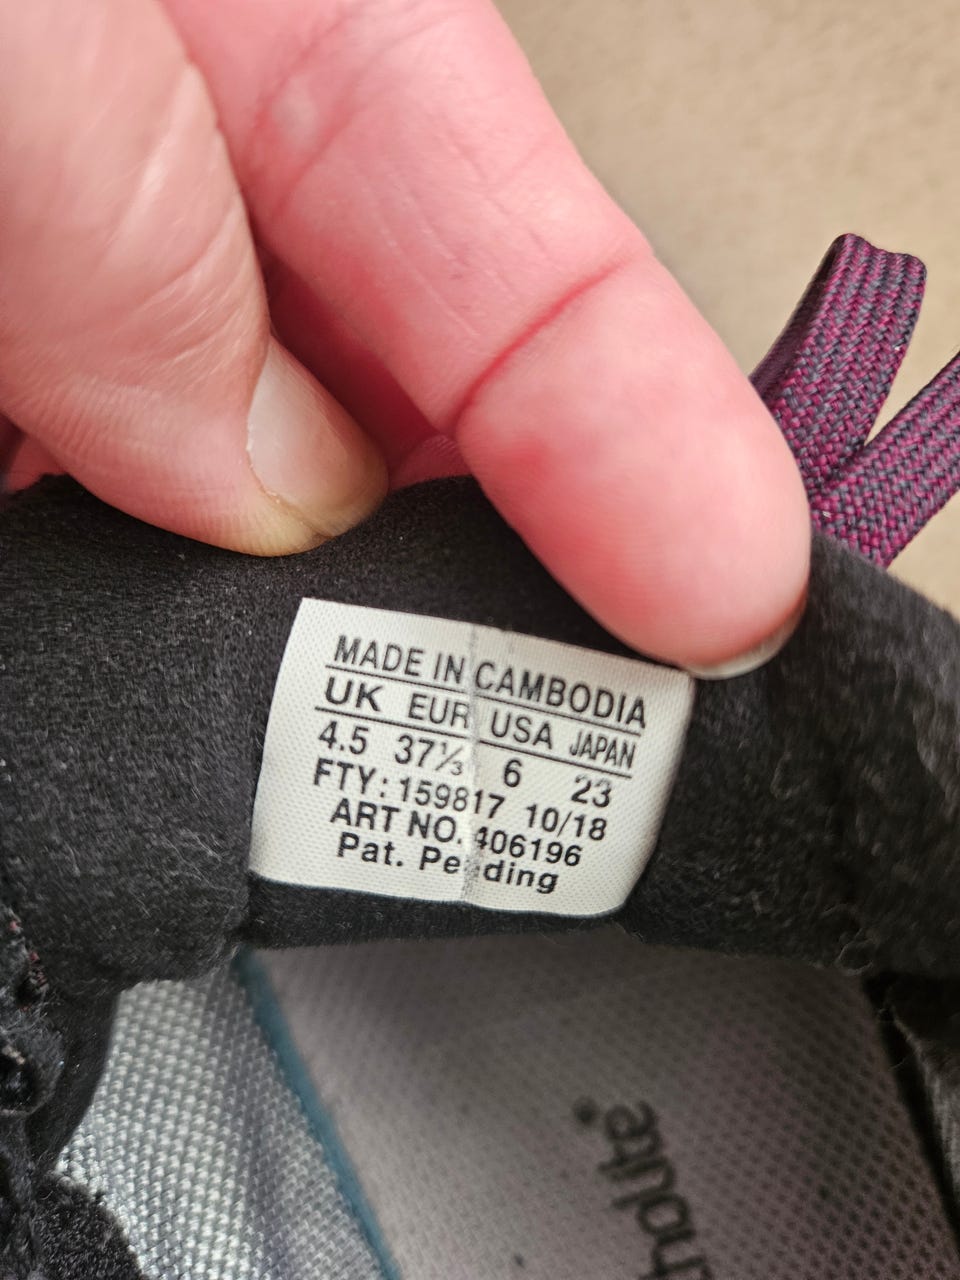 MADE IN CAMBODIA
UK EUR USA JAPAN
4.5 37⅓ 6 23
FTY: 159817 10/18
ART NO. 406196
Pat. Pending